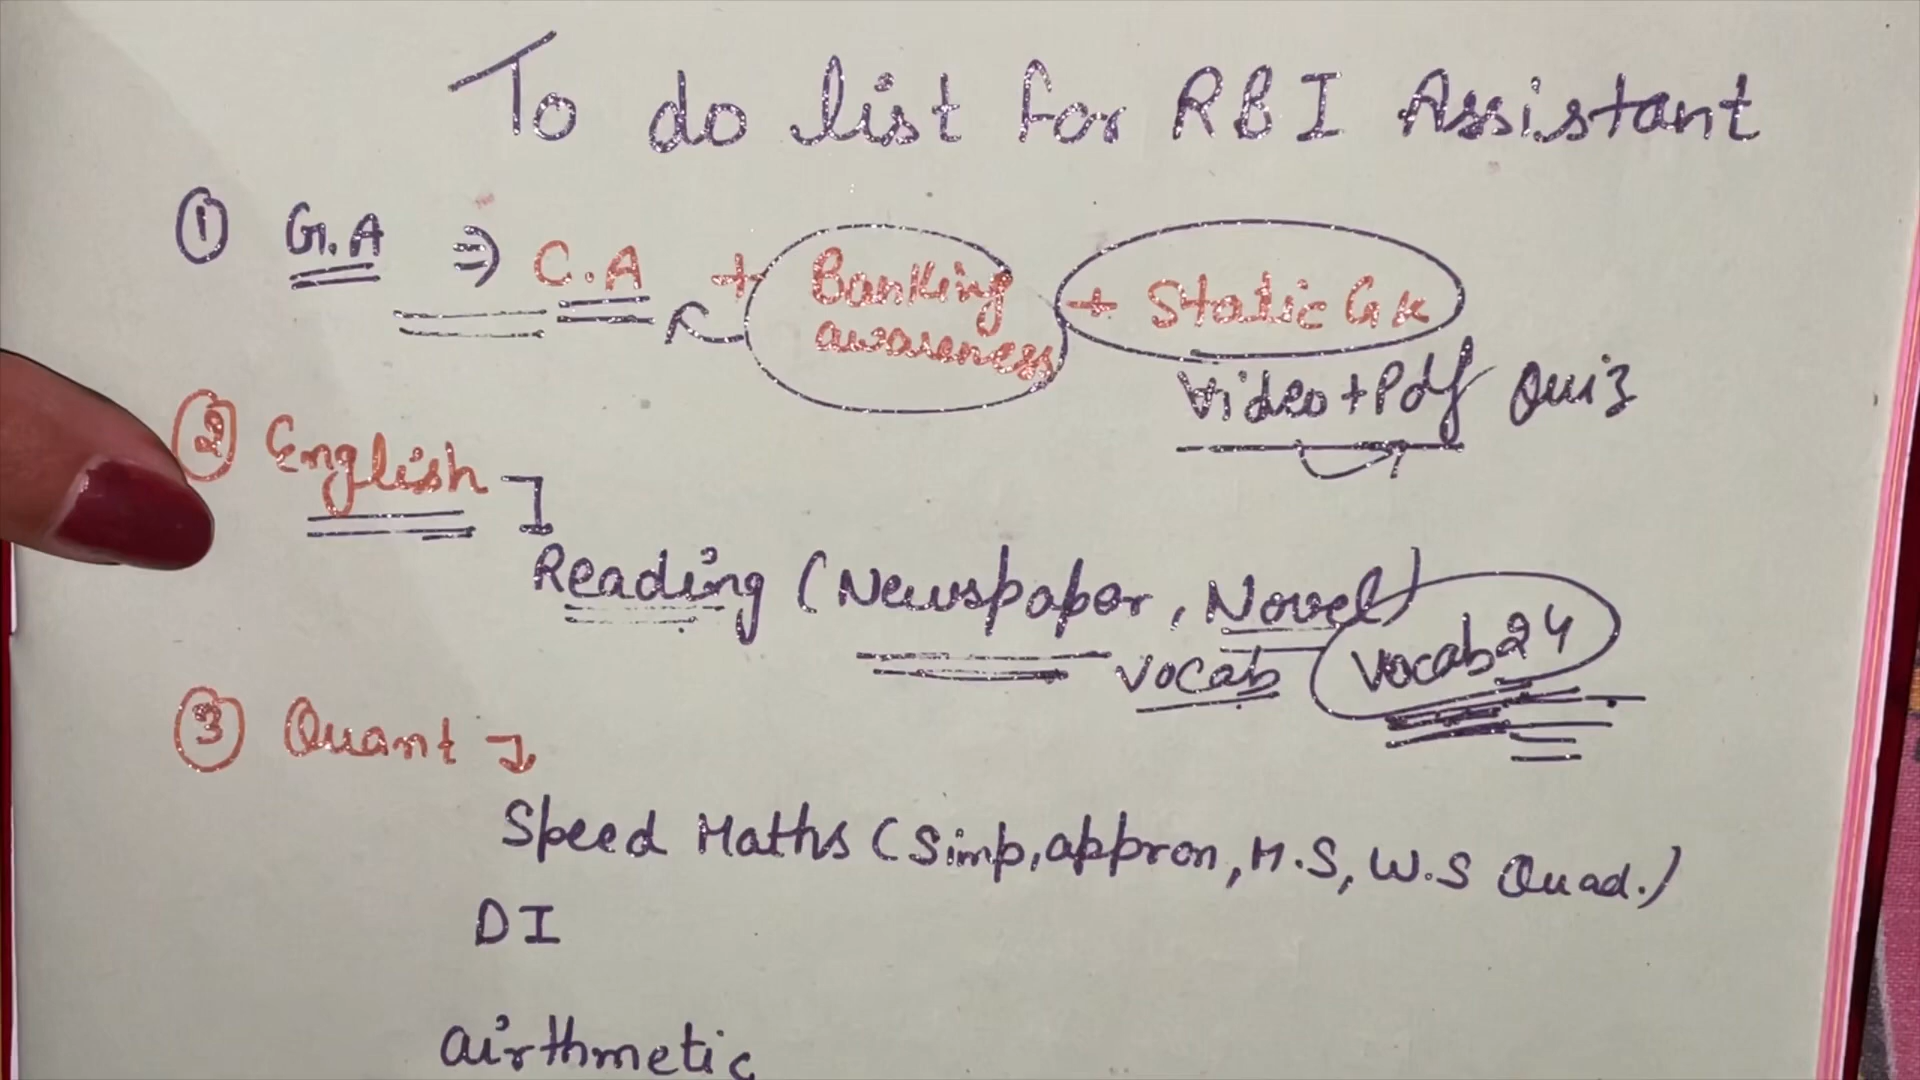 To do list for RBI Assistant
① G.A ⇒ C.A + Banking awareness + Static Gk
Video+Pdf Quiz
② English
Reading (Newspaper, Novel)
vocab Vocab24
③ Quant
Speed Maths (Simp, appron, M.S, W.S Quad.)
DI
airthmetic